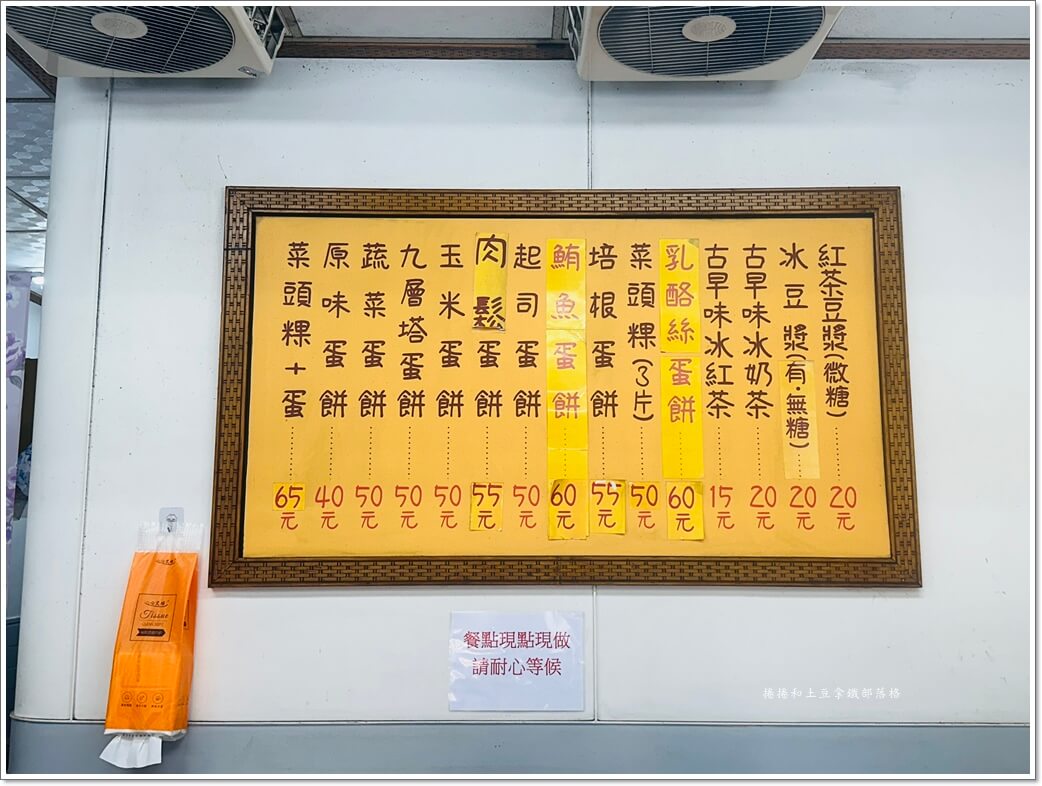 紅茶豆漿(微糖)⋯⋯20元
冰豆漿(有·無糖)⋯⋯20元
古早味冰奶茶⋯⋯20元
古早味冰紅茶⋯⋯15元
乳酪絲蛋餅⋯⋯60元
菜頭粿(3片)⋯⋯50元
培根蛋餅⋯⋯55元
鮪魚蛋餅⋯⋯60元
起司蛋餅⋯⋯50元
肉鬆蛋餅⋯⋯55元
玉米蛋餅⋯⋯50元
九層塔蛋餅⋯⋯50元
蔬菜蛋餅⋯⋯50元
原味蛋餅⋯⋯40元
菜頭粿+蛋⋯⋯65元
餐點現點現做
請耐心等候
Tissue
捲捲和土豆拿鐵部落格